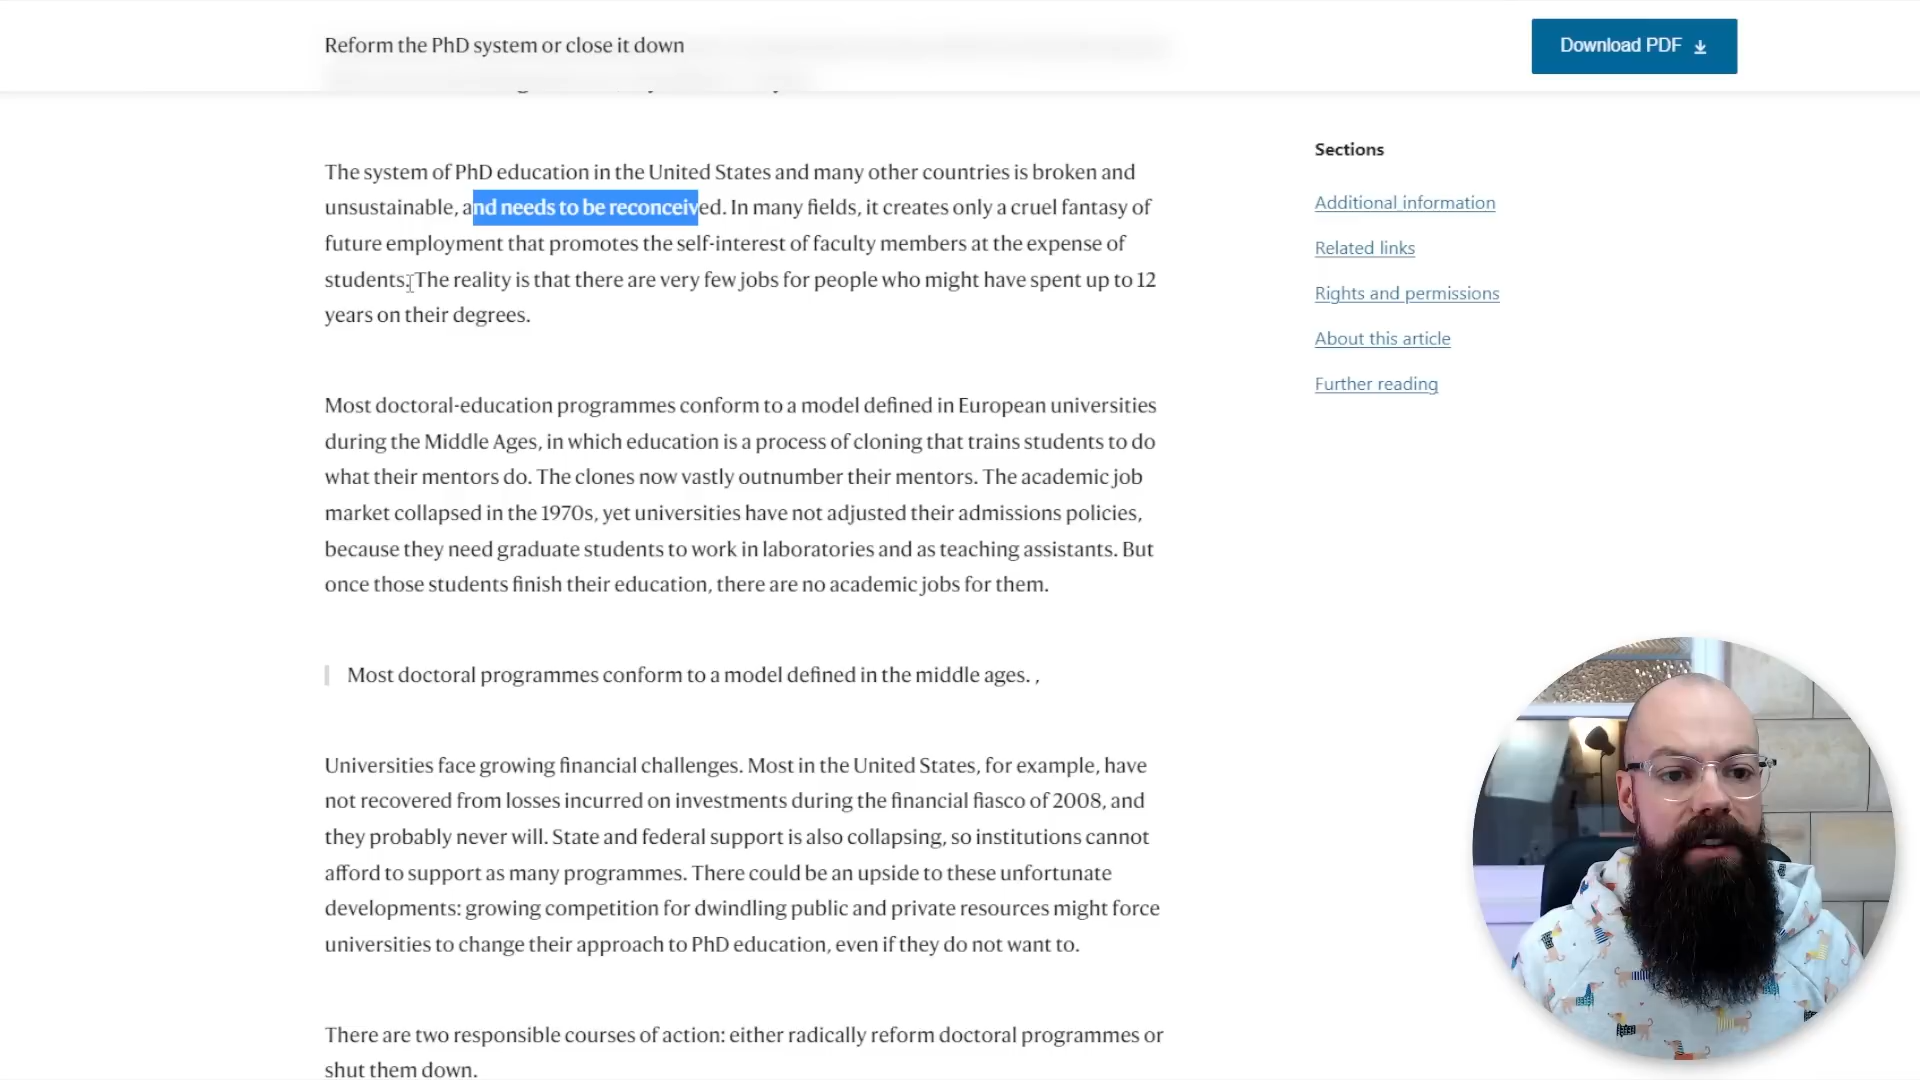 Reform the PhD system or close it down
Download PDF
The system of PhD education in the United States and many other countries is broken and
unsustainable, and needs to be reconceived. In many fields, it creates only a cruel fantasy of
future employment that promotes the self-interest of faculty members at the expense of
students. The reality is that there are very few jobs for people who might have spent up to 12
years on their degrees.
Most doctoral-education programmes conform to a model defined in European universities
during the Middle Ages, in which education is a process of cloning that trains students to do
what their mentors do. The clones now vastly outnumber their mentors. The academic job
market collapsed in the 1970s, yet universities have not adjusted their admissions policies,
because they need graduate students to work in laboratories and as teaching assistants. But
once those students finish their education, there are no academic jobs for them.
Most doctoral programmes conform to a model defined in the middle ages. ,
Universities face growing financial challenges. Most in the United States, for example, have
not recovered from losses incurred on investments during the financial fiasco of 2008, and
they probably never will. State and federal support is also collapsing, so institutions cannot
afford to support as many programmes. There could be an upside to these unfortunate
developments: growing competition for dwindling public and private resources might force
universities to change their approach to PhD education, even if they do not want to.
There are two responsible courses of action: either radically reform doctoral programmes or
shut them down.
Sections
Additional information
Related links
Rights and permissions
About this article
Further reading